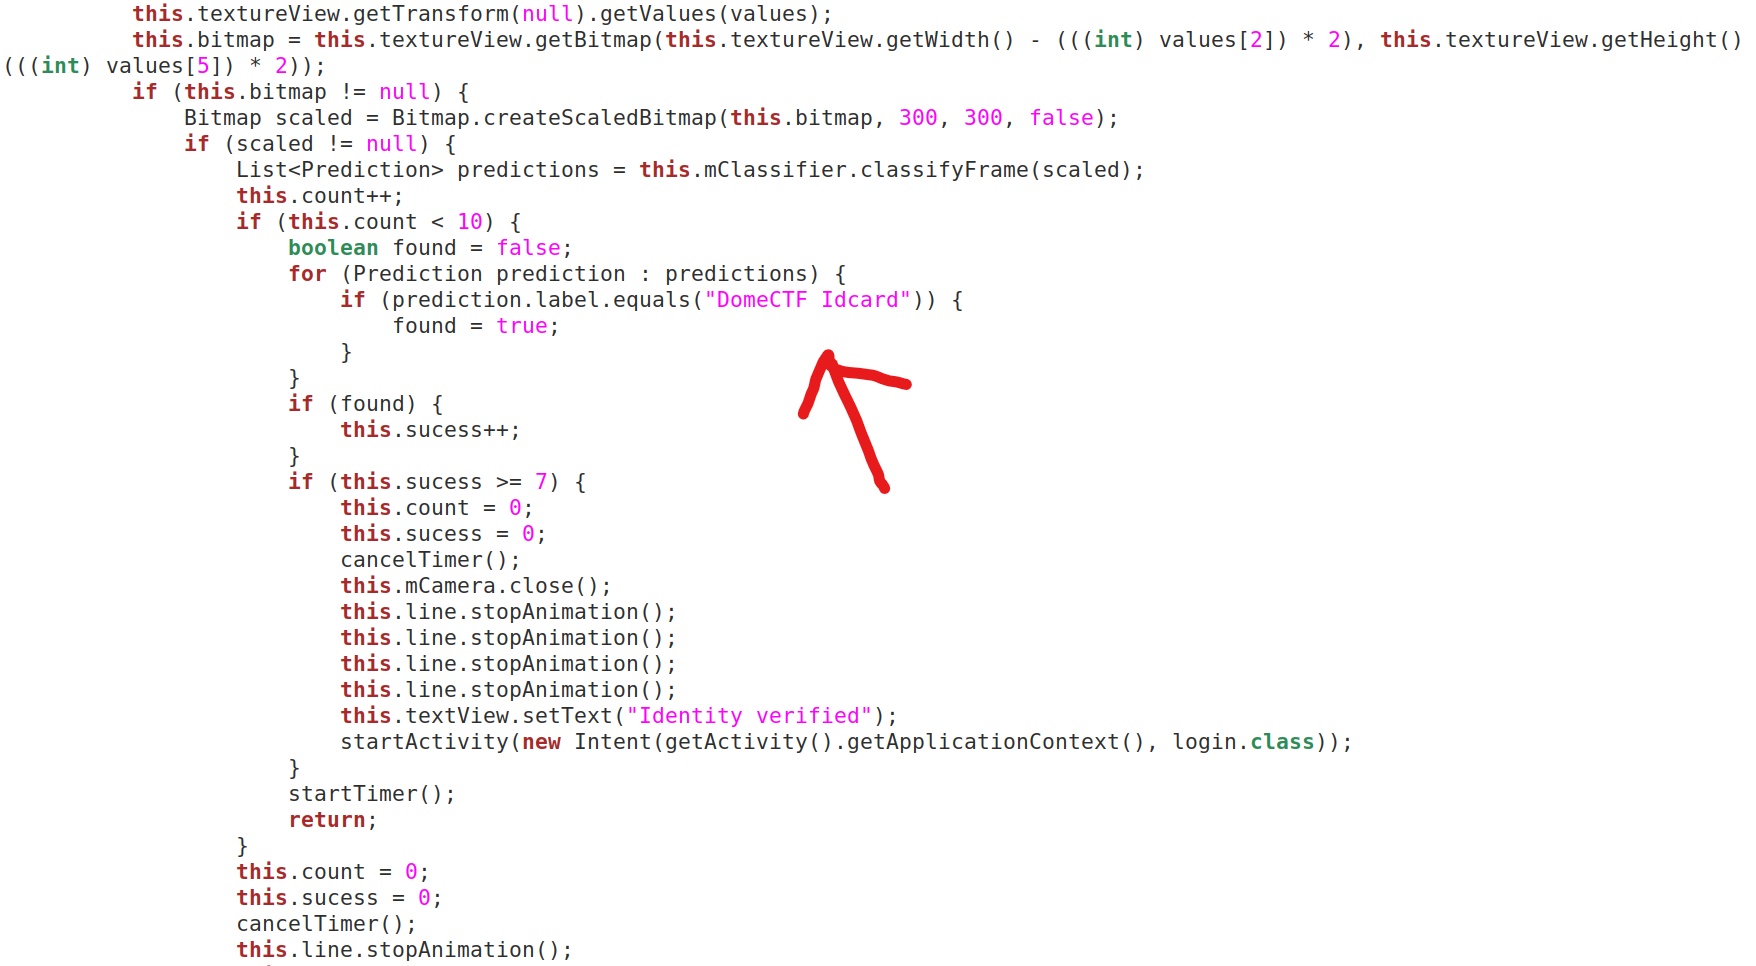 this.textureView.getTransform(null).getValues(values);
this.bitmap = this.textureView.getBitmap(this.textureView.getWidth() - (((int) values[2]) * 2), this.textureView.getHeight()
(((int) values[5]) * 2));
if (this.bitmap != null) {
Bitmap scaled = Bitmap.createScaledBitmap(this.bitmap, 300, 300, false);
if (scaled != null) {
List<Prediction> predictions = this.mClassifier.classifyFrame(scaled);
this.count++;
if (this.count < 10) {
boolean found = false;
for (Prediction prediction : predictions) {
if (prediction.label.equals("DomeCTF Idcard")) {
found = true;
}
}
if (found) {
this.sucess++;
}
if (this.sucess >= 7) {
this.count = 0;
this.sucess = 0;
cancelTimer();
this.mCamera.close();
this.line.stopAnimation();
this.line.stopAnimation();
this.line.stopAnimation();
this.line.stopAnimation();
this.textView.setText("Identity verified");
startActivity(new Intent(getActivity().getApplicationContext(), login.class));
}
startTimer();
return;
}
this.count = 0;
this.sucess = 0;
cancelTimer();
this.line.stopAnimation();